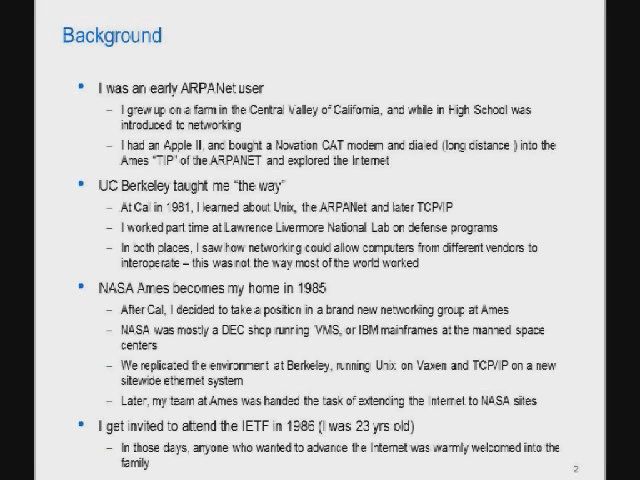 Background
• I was an early ARPANet user
– I grew up on a farm in the Central Valley of California, and while in High School was
introduced to networking
– I had an Apple II, and bought a Novation CAT modem and dialed (long distance ) into the
Ames "TIP" of the ARPANET and explored the Internet
• UC Berkeley taught me "the way"
– At Cal in 1981, I learned about Unix, the ARPANet and later TCP/IP
– I worked part time at Lawrence Livermore National Lab on defense programs
– In both places, I saw how networking could allow computers from different vendors to
interoperate – this was not the way most of the world worked
• NASA Ames becomes my home in 1985
– After Cal, I decided to take a position in a brand new networking group at Ames
– NASA was mostly a DEC shop running VMS, or IBM mainframes at the manned space
centers
– We replicated the environment at Berkeley, running Unix on Vaxen and TCP/IP on a new
sitewide ethernet system
– Later, my team at Ames was handed the task of extending the Internet to NASA sites
• I get invited to attend the IETF in 1986 (I was 23 yrs old)
– In those days, anyone who wanted to advance the Internet was warmly welcomed into the
family
2